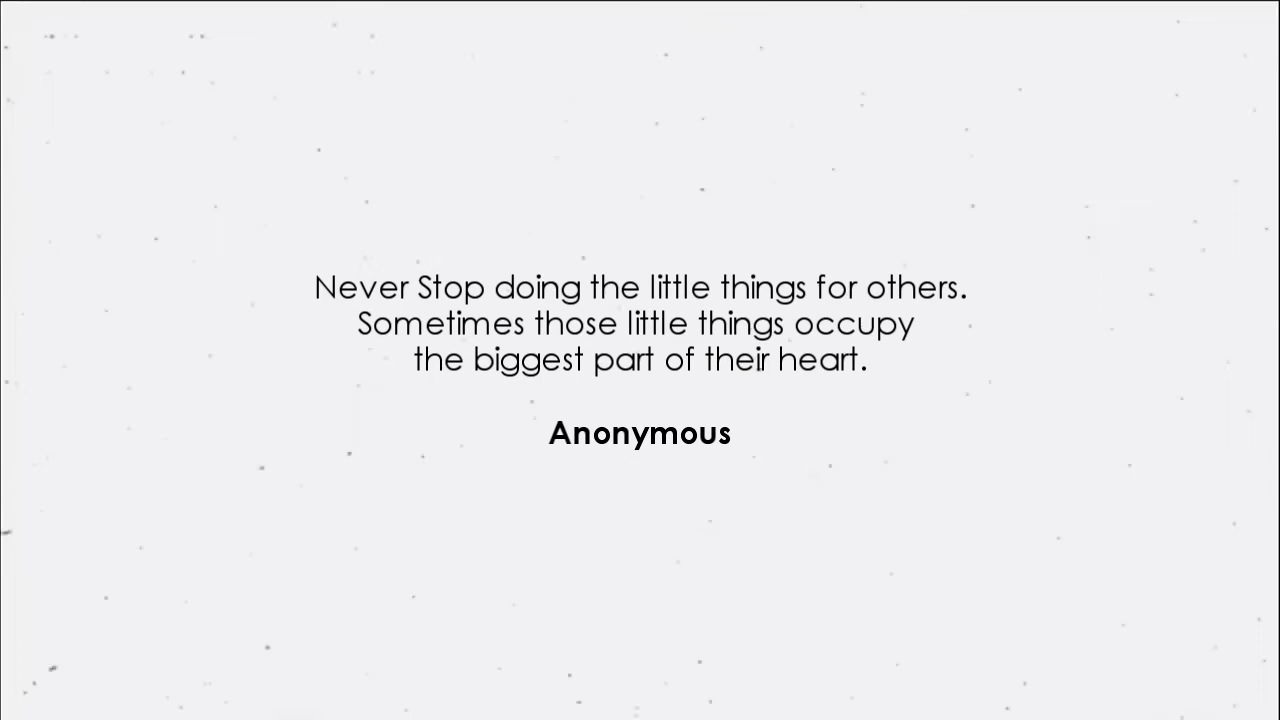 Never Stop doing the little things for others.
Sometimes those little things occupy
the biggest part of their heart.
Anonymous